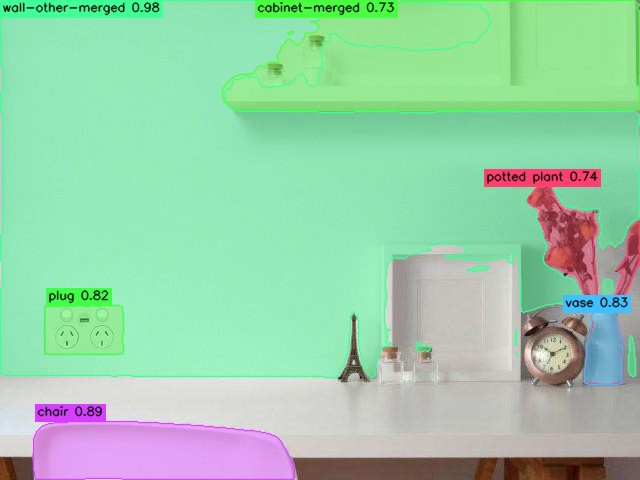 wall-other-merged 0.98
cabinet-merged 0.73
potted plant 0.74
plug 0.82
vase 0.83
chair 0.89